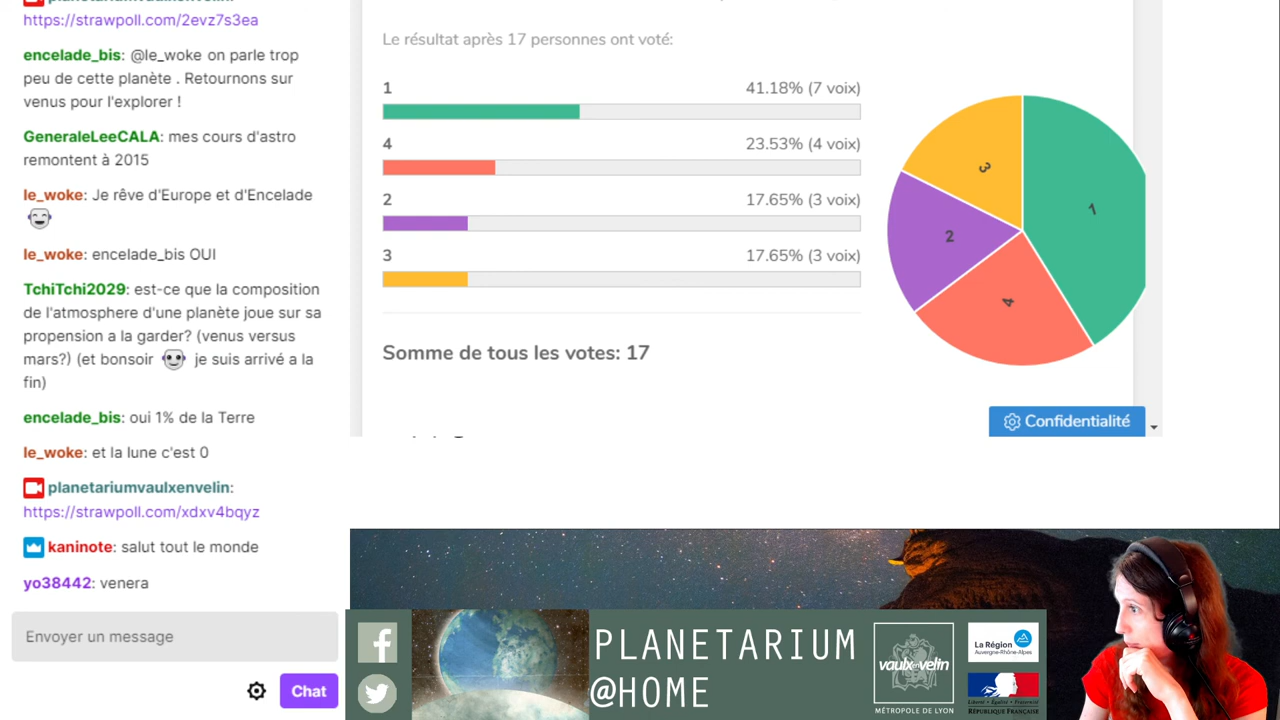 https://strawpoll.com/2evz7s3ea
encelade_bis: @le_woke on parle trop
peu de cette planète . Retournons sur
venus pour l'explorer !
GeneraleLeeCALA: mes cours d'astro
remontent à 2015
le_woke: Je rêve d'Europe et d'Encelade
le_woke: encelade_bis OUI
TchiTchi2029: est-ce que la composition
de l'atmosphere d'une planète joue sur sa
propension a la garder? (venus versus
mars?) (et bonsoir je suis arrivé a la
fin)
encelade_bis: oui 1% de la Terre
le_woke: et la lune c'est 0
planetariumvaulxenvelin:
https://strawpoll.com/xdxv4bqyz
kaninote: salut tout le monde
yo38442: venera
Envoyer un message
Chat
Le résultat après 17 personnes ont voté:
1 41.18% (7 voix)
4 23.53% (4 voix)
2 17.65% (3 voix)
3 17.65% (3 voix)
Somme de tous les votes: 17
3
1
2
4
Confidentialité
PLANETARIUM
@HOME
vaulx en velin
MÉTROPOLE DE LYON
La Région
Auvergne-Rhône-Alpes
Liberté • Égalité • Fraternité
RÉPUBLIQUE FRANÇAISE